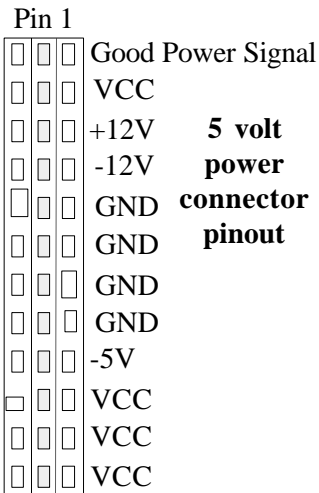 Pin 1
Good Power Signal
VCC
+12V
-12V
GND
GND
GND
GND
-5V
VCC
VCC
VCC
5 volt
power
connector
pinout